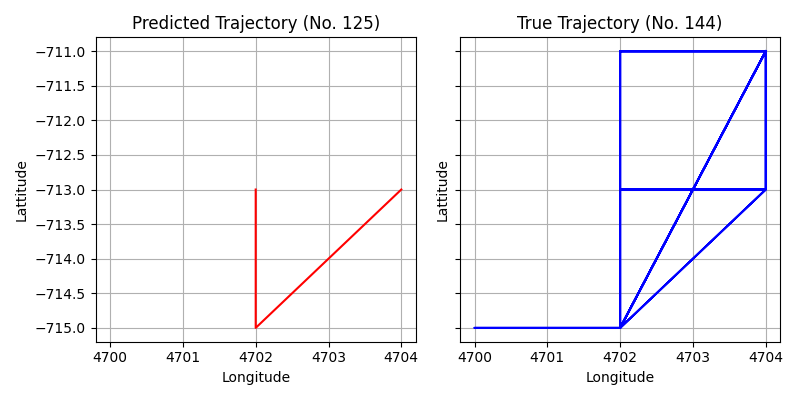 Predicted Trajectory (No. 125)
True Trajectory (No. 144)
−711.0
−711.5
−712.0
−712.5
−713.0
−713.5
−714.0
−714.5
−715.0
Lattitude
4700 4701 4702 4703 4704
Longitude
Lattitude
4700 4701 4702 4703 4704
Longitude